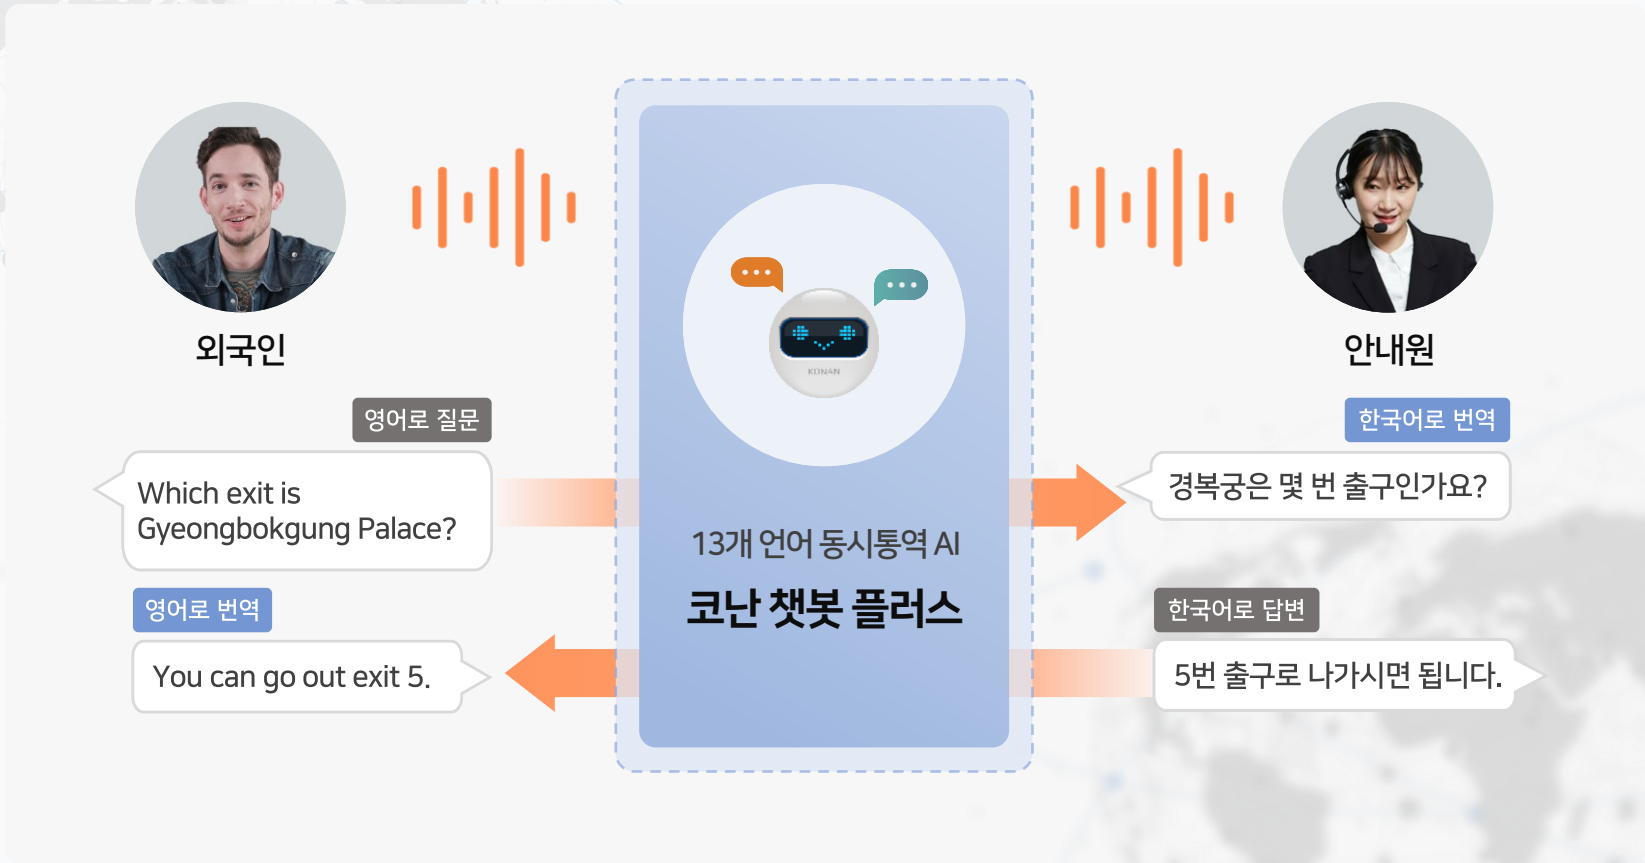 외국인
영어로 질문
Which exit is
Gyeongbokgung Palace?
영어로 번역
You can go out exit 5.
KONAN
13개 언어 동시통역 AI
코난 챗봇 플러스
안내원
한국어로 번역
경복궁은 몇 번 출구인가요?
한국어로 답변
5번 출구로 나가시면 됩니다.